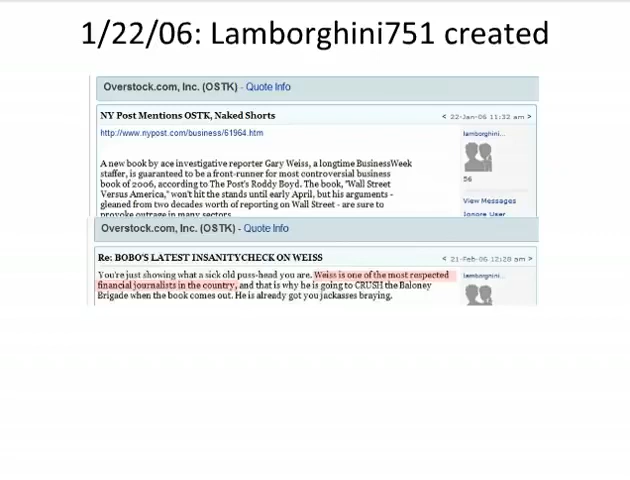 1/22/06: Lamborghini751 created
Overstock.com, Inc. (OSTK) - Quote Info
NY Post Mentions OSTK, Naked Shorts
< 22-Jan-06 11:32 am >
http://www.nypost.com/business/61964.htm
lamborghini...
A new book by ace investigative reporter Gary Weiss, a longtime BusinessWeek
staffer, is guaranteed to be a front-runner for most controversial business
book of 2006, according to The Post's Roddy Boyd. The book, "Wall Street
56
Versus America," won't hit the stands until early April, but his arguments -
gleaned from two decades worth of reporting on Wall Street - are sure to
View Messages
provoke outrage in many sectors.
Ignore User
Overstock.com, Inc. (OSTK) - Quote Info
Re: BOBO'S LATEST INSANITYCHECK ON WEISS
< 21-Feb-06 12:28 am >
You're just showing what a sick old puss-head you are. Weiss is one of the most respected
lamborghini...
financial journalists in the country, and that is why he is going to CRUSH the Baloney
Brigade when the book comes out. He is already got you jackasses braying.